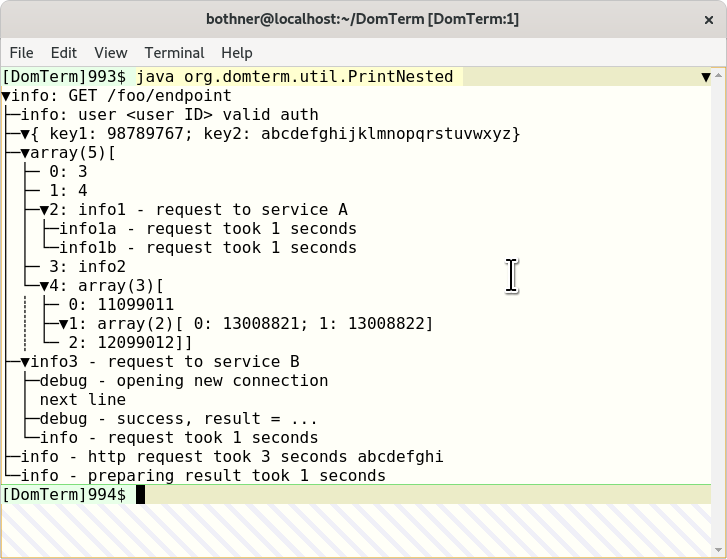 bothner@localhost:~/DomTerm [DomTerm:1]
File Edit View Terminal Help
[DomTerm]993$ java org.domterm.util.PrintNested ▼
▼info: GET /foo/endpoint
├─info: user <user ID> valid auth
├─▼{ key1: 98789767; key2: abcdefghijklmnopqrstuvwxyz}
├─▼array(5)[
│ ├─ 0: 3
│ ├─ 1: 4
│ ├─▼2: info1 - request to service A
│ │ ├─info1a - request took 1 seconds
│ │ └─info1b - request took 1 seconds
│ ├─ 3: info2
│ └─▼4: array(3)[
│ ┊ ├─ 0: 11099011
│ ┊ ├─▼1: array(2)[ 0: 13008821; 1: 13008822]
│ ┊ └─ 2: 12099012]]
├─▼info3 - request to service B
│ ├─debug - opening new connection
│ │ next line
│ ├─debug - success, result = ...
│ └─info - request took 1 seconds
├─info - http request took 3 seconds abcdefghi
└─info - preparing result took 1 seconds
[DomTerm]994$